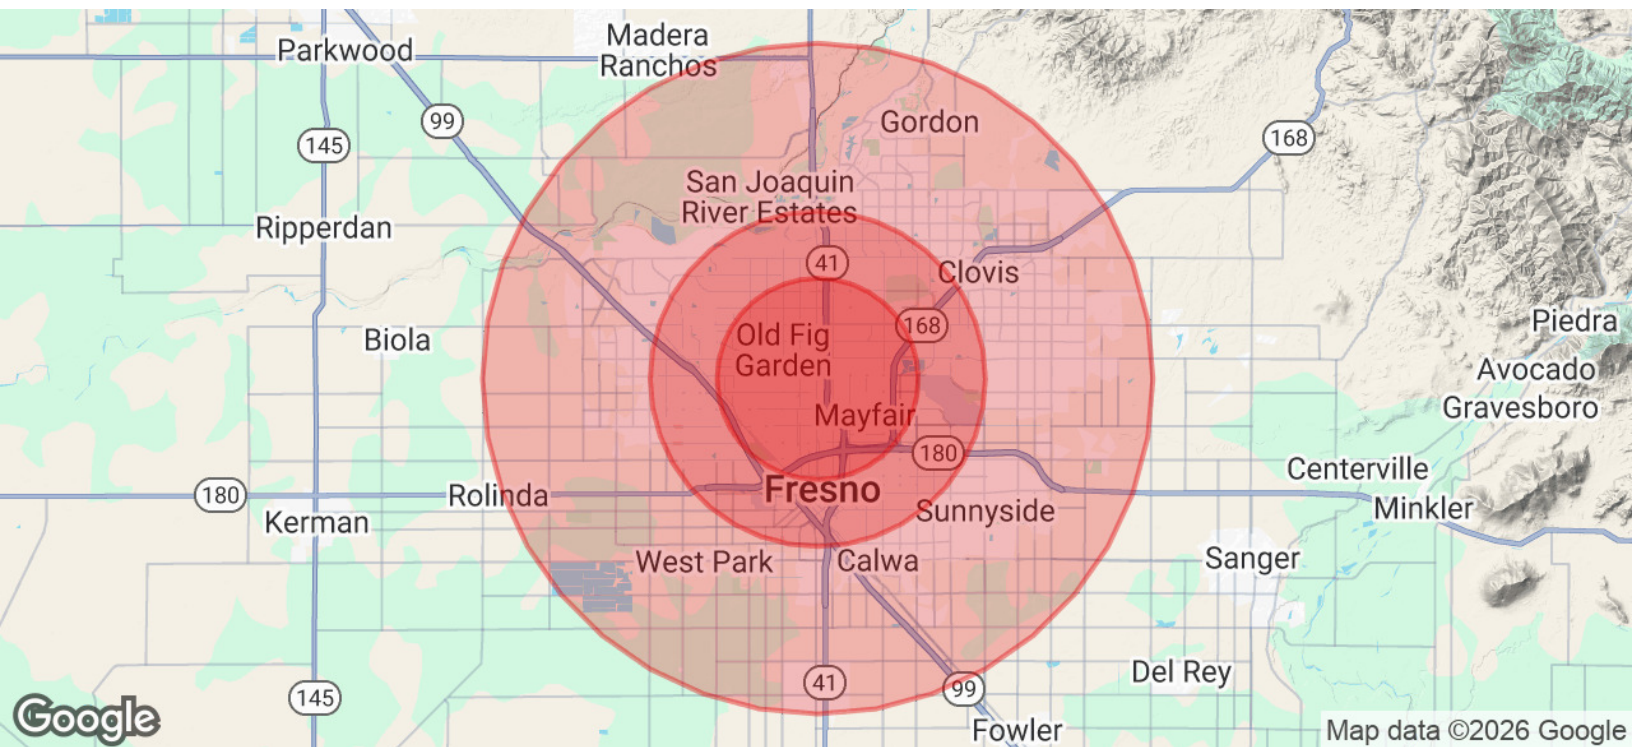 Madera
Ranchos
Parkwood
99
Gordon
145
168
San Joaquin
River Estates
Ripperdan
41
Clovis
168
Piedra
Old Fig
Garden
Biola
Avocado
Mayfair
Gravesboro
180
Centerville
Fresno
180
Rolinda
Minkler
Kerman
Sunnyside
West Park
Calwa
Sanger
Del Rey
41
99
145
Google
Fowler
Map data ©2026 Google